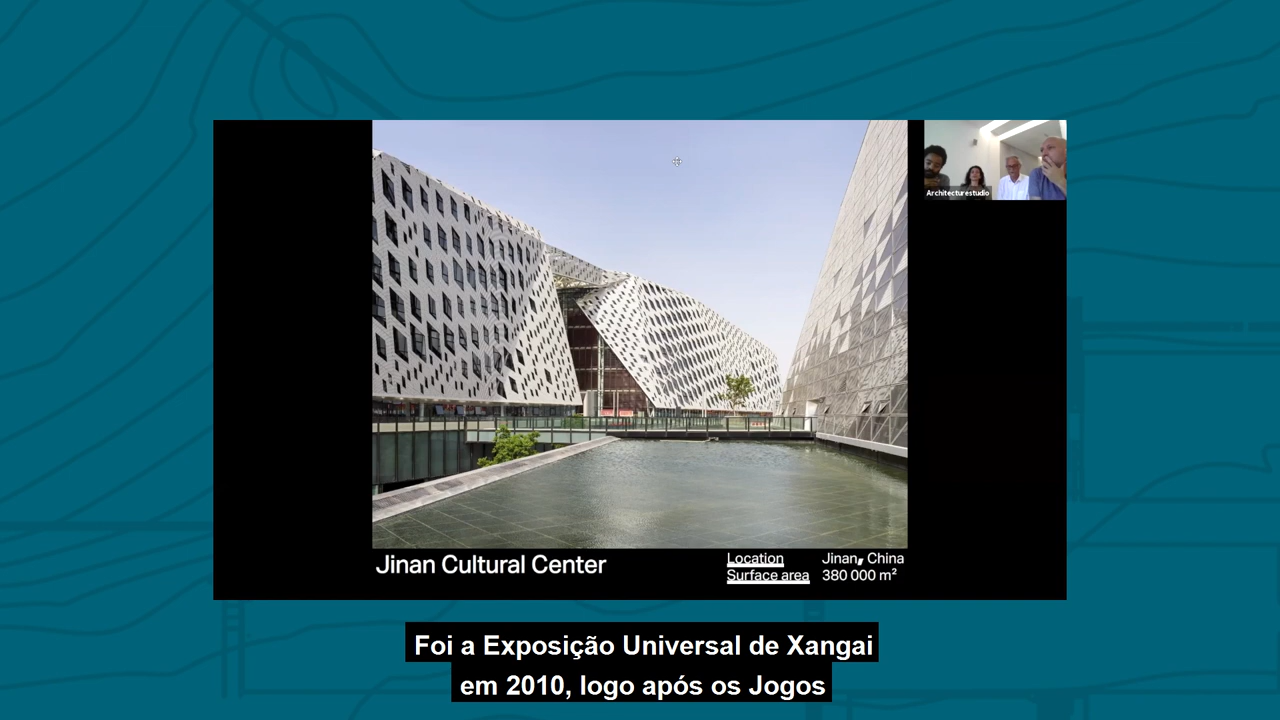 Architecturestudio
Jinan Cultural Center
Location Jinan, China
Surface area 380 000 m²
Foi a Exposição Universal de Xangai
em 2010, logo após os Jogos